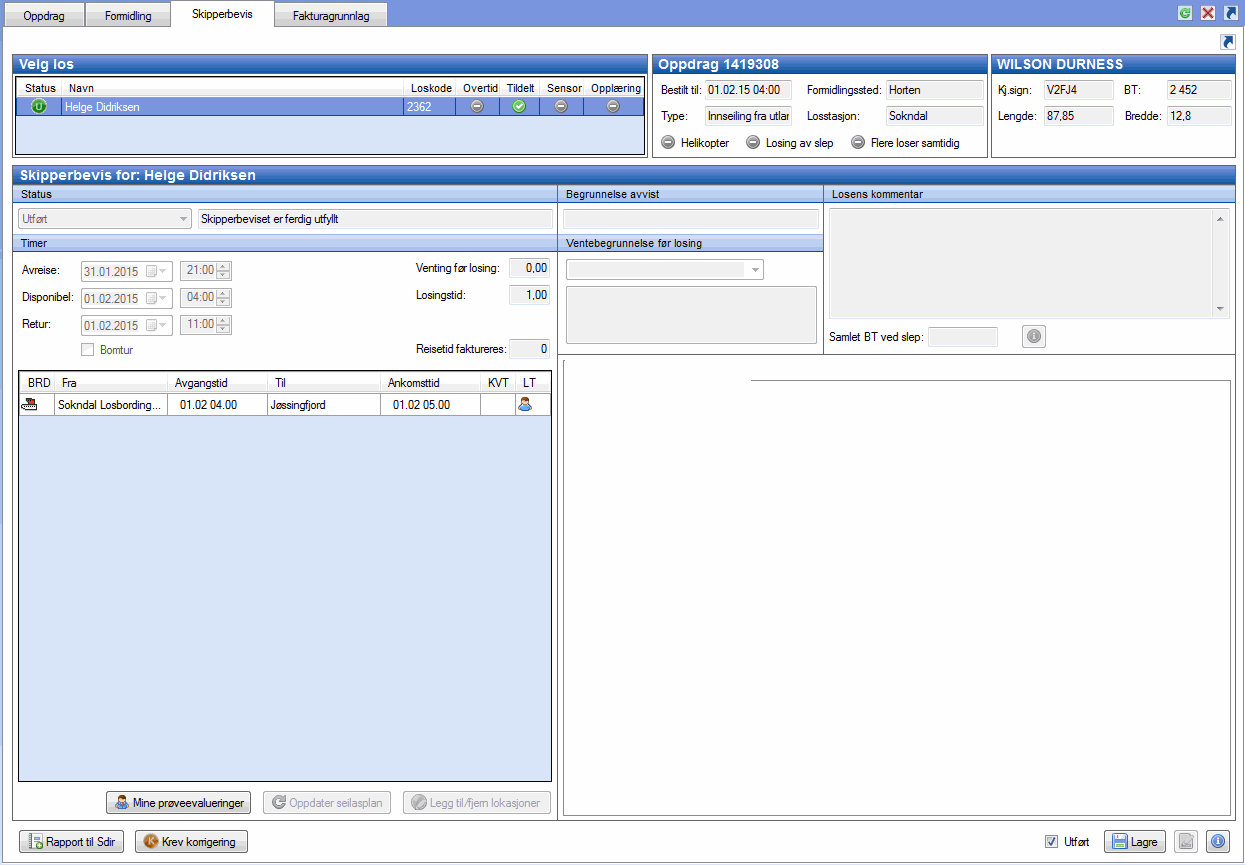 Oppdrag Formidling Skipperbevis Fakturagrunnlag
Velg los
Status Navn Loskode Overtid Tildelt Sensor Opplæring
U Helge Didriksen 2362
Oppdrag 1419308
Bestilt til: 01.02.15 04:00 Formidlingssted: Horten
Type: Innseiling fra utlar Losstasjon: Sokndal
Helikopter Losing av slep Flere loser samtidig
WILSON DURNESS
Kj.sign: V2FJ4 BT: 2 452
Lengde: 87,85 Bredde: 12,8
Skipperbevis for: Helge Didriksen
Status
Utført Skipperbeviset er ferdig utfyllt
Timer
Avreise: 31.01.2015 21:00 Venting før losing: 0,00
Disponibel: 01.02.2015 04:00 Losingstid: 1,00
Retur: 01.02.2015 11:00
Bomtur Reisetid faktureres: 0
Begrunnelse avvist
Ventebegrunnelse før losing
Losens kommentar
Samlet BT ved slep:
BRD Fra Avgangstid Til Ankomsttid KVT LT
Sokndal Losbording... 01.02 04.00 Jøssingfjord 01.02 05.00
Mine prøveevalueringer Oppdater seilasplan Legg til/fjern lokasjoner
Rapport til Sdir K Krev korrigering Utført Lagre